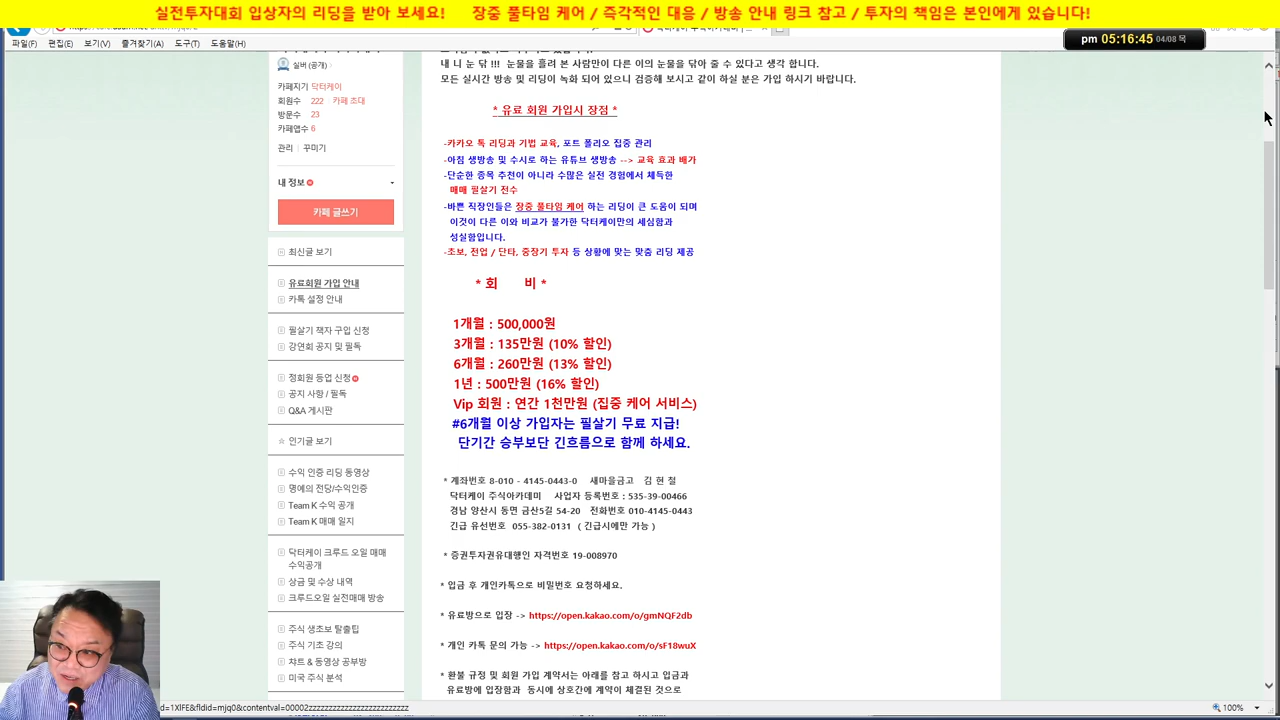 실전투자대회 입상자의 리딩을 받아 보세요! 장중 풀타임 케어 / 즉각적인 대응 / 방송 안내 링크 참고 / 투자의 책임은 본인에게 있습니다!
파일(F) 편집(E) 보기(V) 즐겨찾기(A) 도구(T) 도움말(H)
pm 05:16:45 04/08 목
실버 (공개)
카페지기 닥터케이
회원수 222 카페 초대
방문수 23
카페앱수 6
관리 꾸미기
내 정보
카페 글쓰기
최신글 보기
유료회원 가입 안내
카톡 설정 안내
필살기 책자 구입 신청
강연회 공지 및 필독
정회원 등업 신청
공지 사항 / 필독
Q&A 게시판
인기글 보기
수익 인증 리딩 동영상
명예의 전당/수익인증
Team K 수익 공개
Team K 매매 일지
닥터케이 크루드 오일 매매
수익공개
상금 및 수상 내역
크루드오일 실전매매 방송
주식 생초보 탈출팁
주식 기초 강의
챠트 & 동영상 공부방
미국 주식 분석
내 니 눈 닦 !!! 눈물을 흘려 본 사람만이 다른 이의 눈물을 닦아 줄 수 있다고 생각 합니다.
모든 실시간 방송 및 리딩이 녹화 되어 있으니 검증해 보시고 같이 하실 분은 가입 하시기 바랍니다.
* 유료 회원 가입시 장점 *
-카카오 톡 리딩과 기법 교육, 포트 폴리오 집중 관리
-아침 생방송 및 수시로 하는 유튜브 생방송 --> 교육 효과 배가
-단순한 종목 추천이 아니라 수많은 실전 경험에서 체득한
매매 필살기 전수
-바쁜 직장인들은 장중 풀타임 케어 하는 리딩이 큰 도움이 되며
이것이 다른 이와 비교가 불가한 닥터케이만의 세심함과
성실함입니다.
-초보, 전업 / 단타, 중장기 투자 등 상황에 맞는 맞춤 리딩 제공
* 회 비 *
1개월 : 500,000원
3개월 : 135만원 (10% 할인)
6개월 : 260만원 (13% 할인)
1년 : 500만원 (16% 할인)
Vip 회원 : 연간 1천만원 (집중 케어 서비스)
#6개월 이상 가입자는 필살기 무료 지급!
단기간 승부보단 긴흐름으로 함께 하세요.
* 계좌번호 8-010 - 4145-0443-0 새마을금고 김 현 철
닥터케이 주식아카데미 사업자 등록번호 : 535-39-00466
경남 양산시 동면 금산5길 54-20 전화번호 010-4145-0443
긴급 유선번호 055-382-0131 ( 긴급시에만 가능 )
* 증권투자권유대행인 자격번호 19-008970
* 입금 후 개인카톡으로 비밀번호 요청하세요.
* 유료방으로 입장 -> https://open.kakao.com/o/gmNQF2db
* 개인 카톡 문의 가능 -> https://open.kakao.com/o/sF18wuX
* 환불 규정 및 회원 가입 계약서는 아래를 참고 하시고 입금과
유료방에 입장함과 동시에 상호간에 계약이 체결된 것으로
d=1XIFE&fldid=mjq0&contentval=00002zzzzzzzzzzzzzzzzzzzzzzzzz
100%